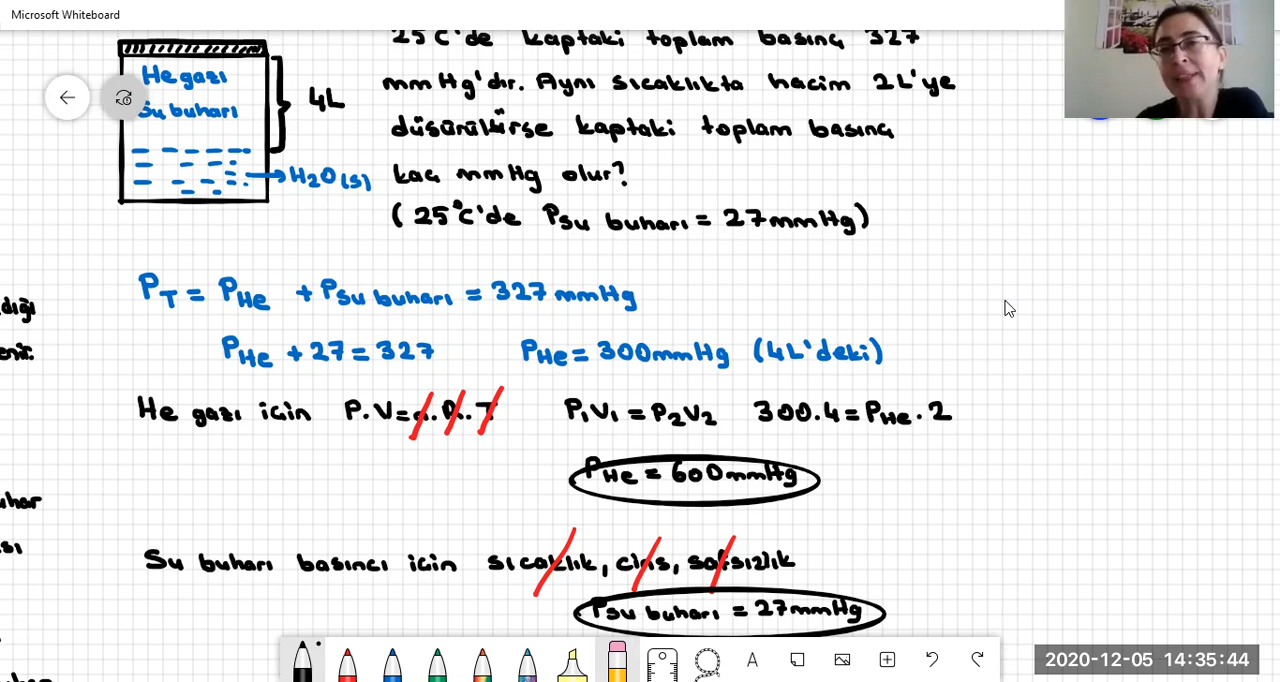 Microsoft Whiteboard
25°C'de kaptaki toplam basınç 327
mmHg'dır. Aynı sıcaklıkta hacim 2L'ye
düşürülürse kaptaki toplam basınç
kaç mmHg olur?
(25°C'de Psu buharı = 27mmHg)
He gazı
Su buharı
4L
H2O(s)
PT = PHe + Psu buharı = 327 mmHg
PHe + 27 = 327 PHe = 300mmHg (4L'deki)
He gazı için P.V=n.R.T P1V1 = P2V2 300.4 = PHe.2
PHe = 600mmHg
Su buharı basıncı için sıcaklık, cins, safsızlık
Psu buharı = 27mmHg
2020-12-05 14:35:44